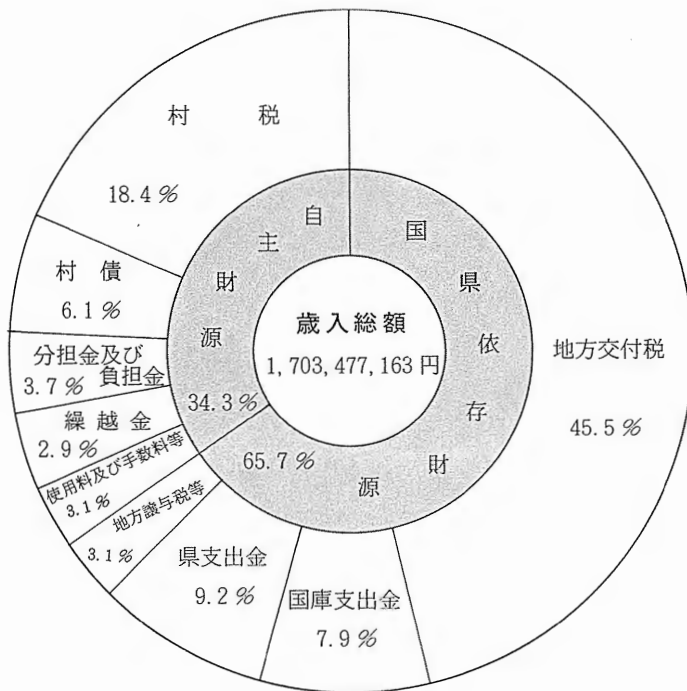 村税
18.4%
村債
6.1%
分担金及び
負担金
3.7%
繰越金
2.9%
使用料及び手数料等
3.1%
地方譲与税等
3.1%
県支出金
9.2%
国庫支出金
7.9%
地方交付税
45.5%
自主財源
34.3%
国県依存財源
65.7%
歳入総額
1,703,477,163円